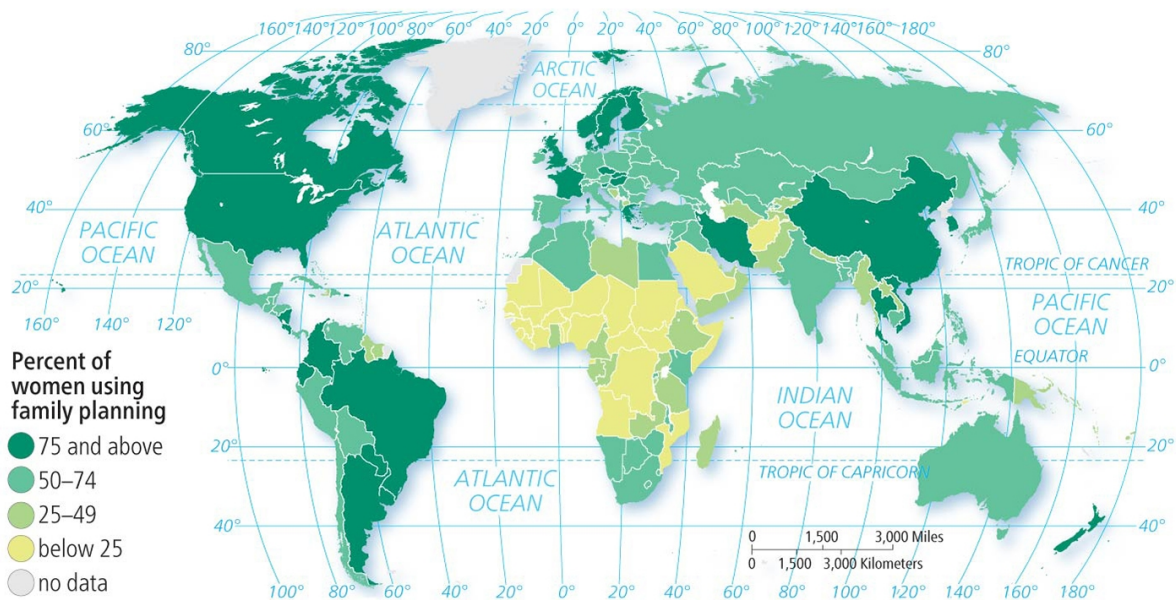 160° 140° 120° 100° 80° 60° 40° 20° 0° 20° 40° 60° 80° 100° 120° 140° 160° 180°
80°
80°
ARCTIC
OCEAN
60°
60°
40°
40°
PACIFIC
OCEAN
ATLANTIC
OCEAN
TROPIC OF CANCER
20°
20°
PACIFIC
OCEAN
160°
140°
120°
EQUATOR
0°
0°
INDIAN
OCEAN
20°
20°
ATLANTIC
OCEAN
TROPIC OF CAPRICORN
40°
40°
0 1,500 3,000 Miles
0 1,500 3,000 Kilometers
100° 80° 60° 40° 20° 0° 20° 40° 60° 80° 100° 120° 140° 160° 180°
Percent of
women using
family planning
75 and above
50–74
25–49
below 25
no data